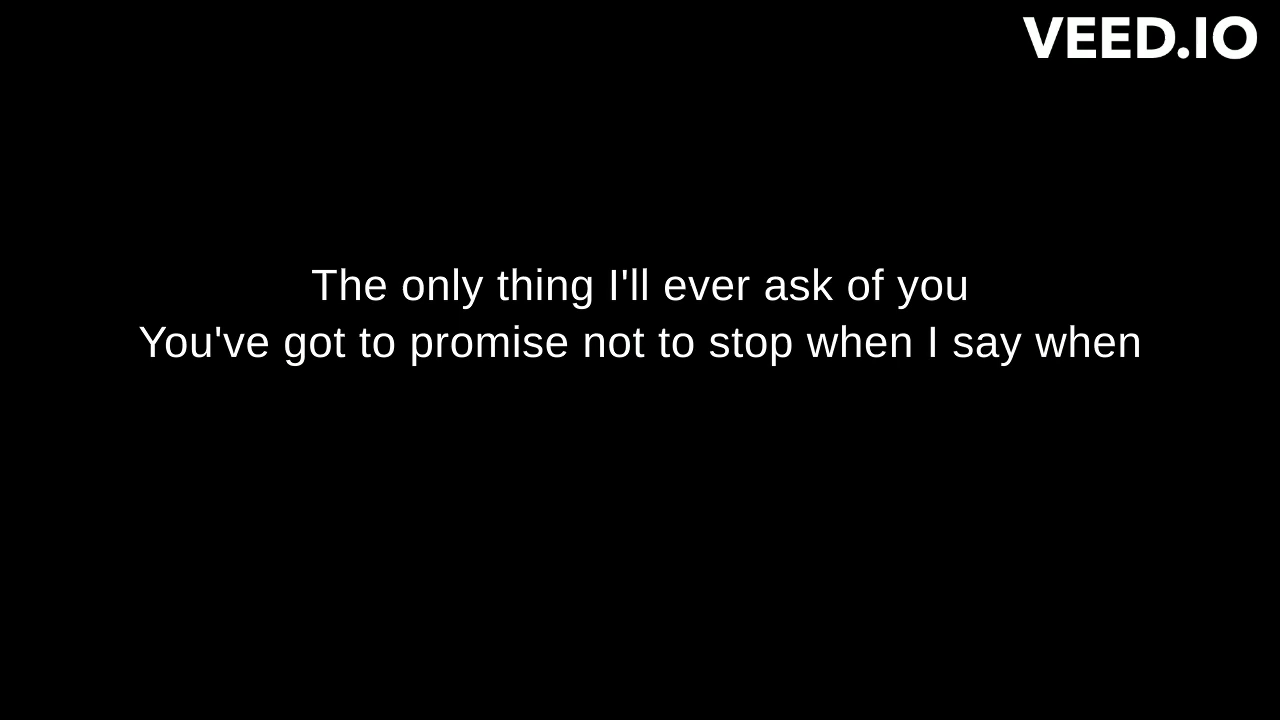 VEED.IO
The only thing I'll ever ask of you
You've got to promise not to stop when I say when